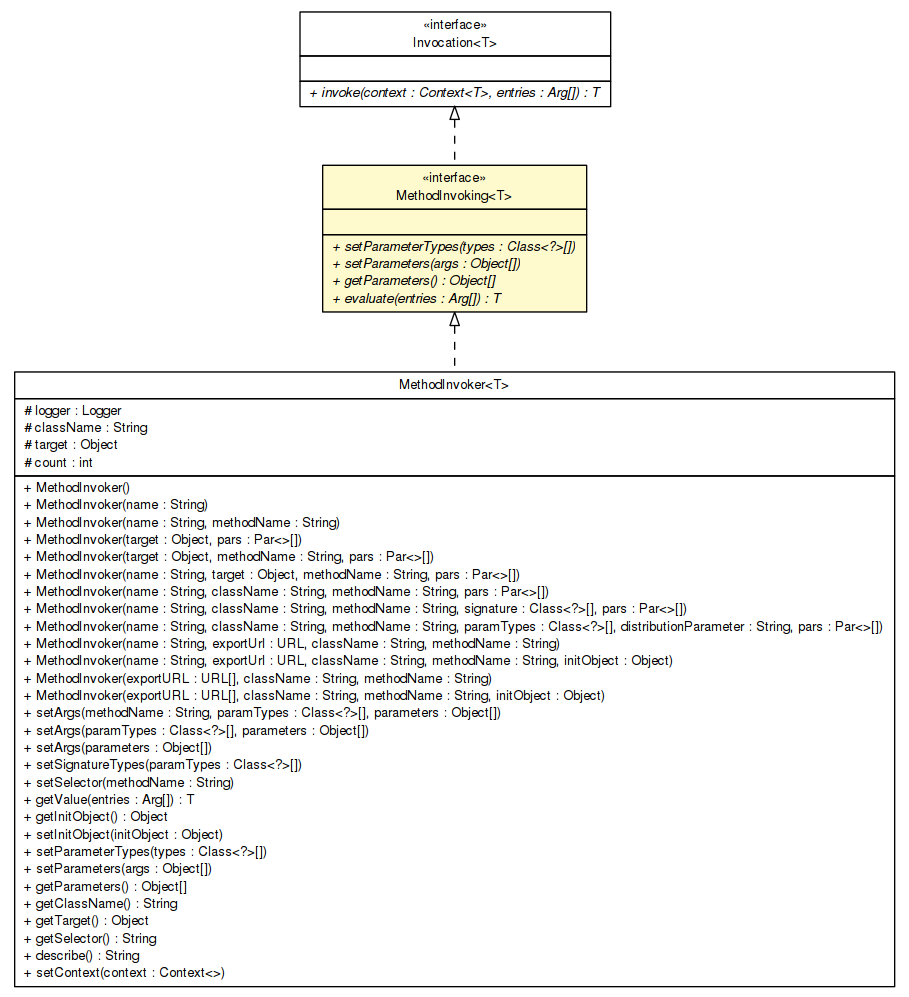 «interface»
Invocation<T>
+ invoke(context : Context<T>, entries : Arg[]) : T
«interface»
MethodInvoking<T>
+ setParameterTypes(types : Class<?>[])
+ setParameters(args : Object[])
+ getParameters() : Object[]
+ evaluate(entries : Arg[]) : T
MethodInvoker<T>
# logger : Logger
# className : String
# target : Object
# count : int
+ MethodInvoker()
+ MethodInvoker(name : String)
+ MethodInvoker(name : String, methodName : String)
+ MethodInvoker(target : Object, pars : Par<>[])
+ MethodInvoker(target : Object, methodName : String, pars : Par<>[])
+ MethodInvoker(name : String, target : Object, methodName : String, pars : Par<>[])
+ MethodInvoker(name : String, className : String, methodName : String, pars : Par<>[])
+ MethodInvoker(name : String, className : String, methodName : String, signature : Class<?>[], pars : Par<>[])
+ MethodInvoker(name : String, className : String, methodName : String, paramTypes : Class<?>[], distributionParameter : String, pars : Par<>[])
+ MethodInvoker(name : String, exportUrl : URL, className : String, methodName : String)
+ MethodInvoker(name : String, exportUrl : URL, className : String, methodName : String, initObject : Object)
+ MethodInvoker(exportURL : URL[], className : String, methodName : String)
+ MethodInvoker(exportURL : URL[], className : String, methodName : String, initObject : Object)
+ setArgs(methodName : String, paramTypes : Class<?>[], parameters : Object[])
+ setArgs(paramTypes : Class<?>[], parameters : Object[])
+ setArgs(parameters : Object[])
+ setSignatureTypes(paramTypes : Class<?>[])
+ setSelector(methodName : String)
+ getValue(entries : Arg[]) : T
+ getInitObject() : Object
+ setInitObject(initObject : Object)
+ setParameterTypes(types : Class<?>[])
+ setParameters(args : Object[])
+ getParameters() : Object[]
+ getClassName() : String
+ getTarget() : Object
+ getSelector() : String
+ describe() : String
+ setContext(context : Context<>)